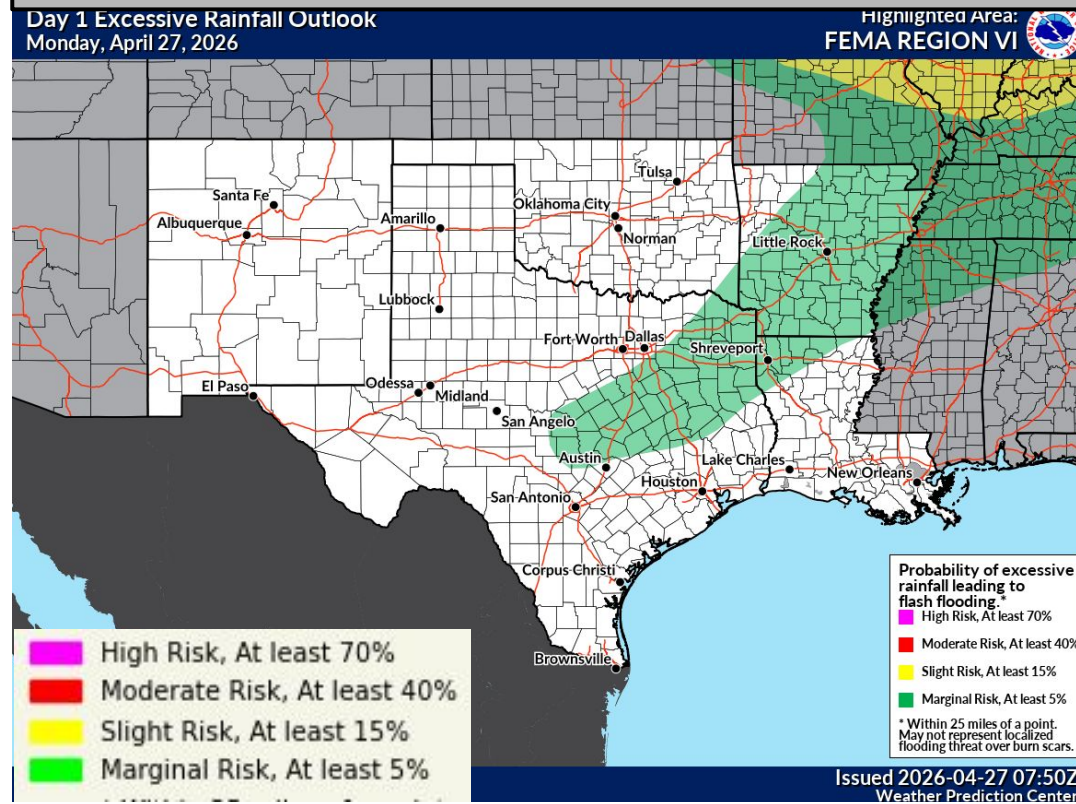 Day 1 Excessive Rainfall Outlook
Monday, April 27, 2026
Highlighted Area:
FEMA REGION VI
Santa Fe
Albuquerque
Amarillo
Tulsa
Oklahoma City
Norman
Little Rock
Lubbock
Fort Worth
Dallas
Shreveport
El Paso
Odessa
Midland
San Angelo
Austin
Lake Charles
New Orleans
Houston
San Antonio
Corpus Christi
Brownsville
Probability of excessive
rainfall leading to
flash flooding.*
High Risk, At least 70%
Moderate Risk, At least 40%
Slight Risk, At least 15%
Marginal Risk, At least 5%
* Within 25 miles of a point.
May not represent localized
flooding threat over burn scars.
High Risk, At least 70%
Moderate Risk, At least 40%
Slight Risk, At least 15%
Marginal Risk, At least 5%
Issued 2026-04-27 07:50Z
Weather Prediction Center